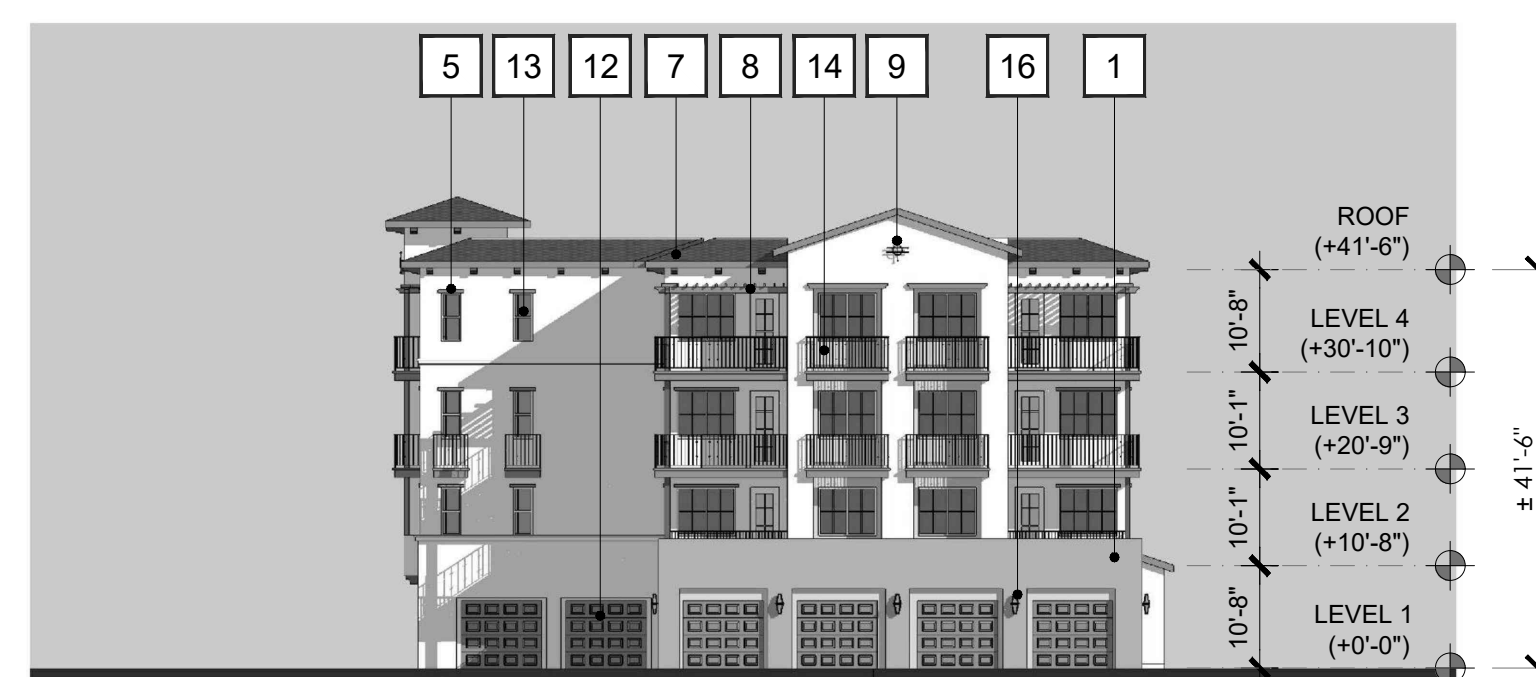 5 13 12 7 8 14 9 16 1
ROOF
(+41'-6")
10'-8"
LEVEL 4
(+30'-10")
10'-1"
LEVEL 3
(+20'-9")
± 41'-6"
10'-1"
LEVEL 2
(+10'-8")
10'-8"
LEVEL 1
(+0'-0")